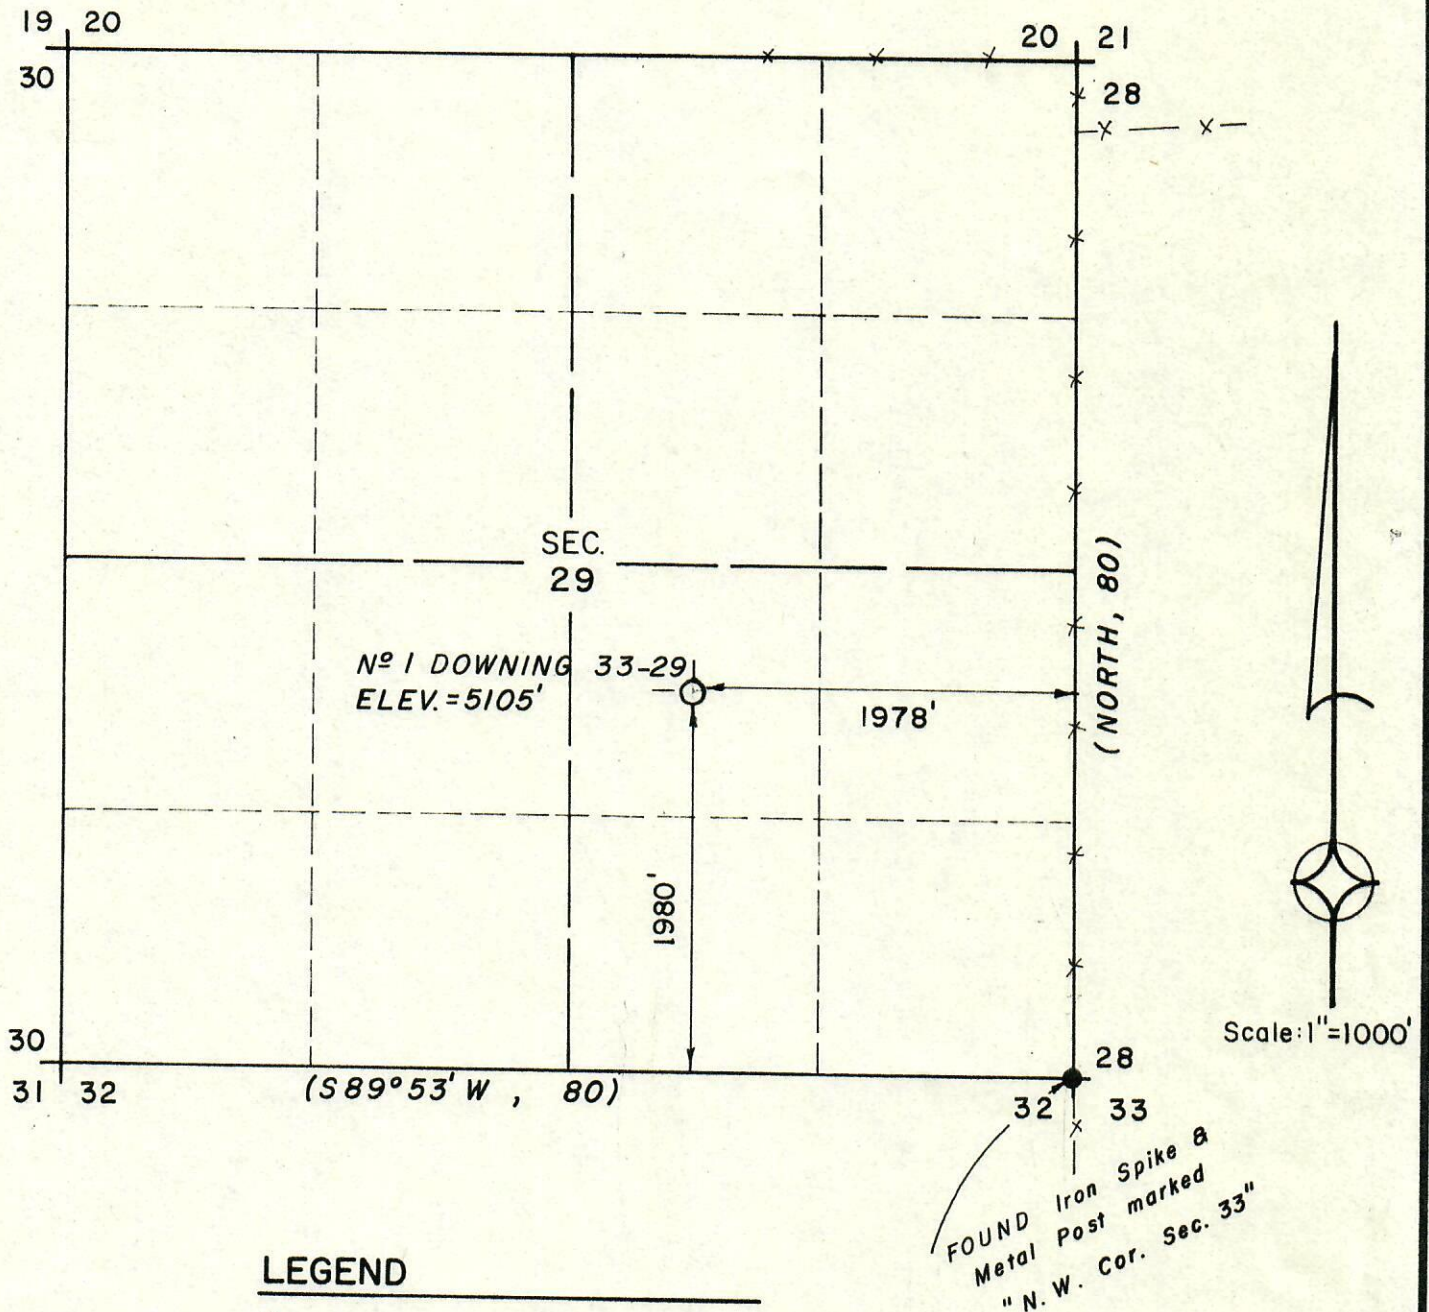 19 20
20 21
30
28
SEC.
29
(NORTH, 80)
Nº 1 DOWNING 33-29
ELEV.=5105'
1978'
1980'
Scale:1"=1000'
30
28
31 32
(S89°53'W , 80)
32 33
FOUND Iron Spike &
Metal Post marked
"N.W. Cor. Sec. 33"
LEGEND